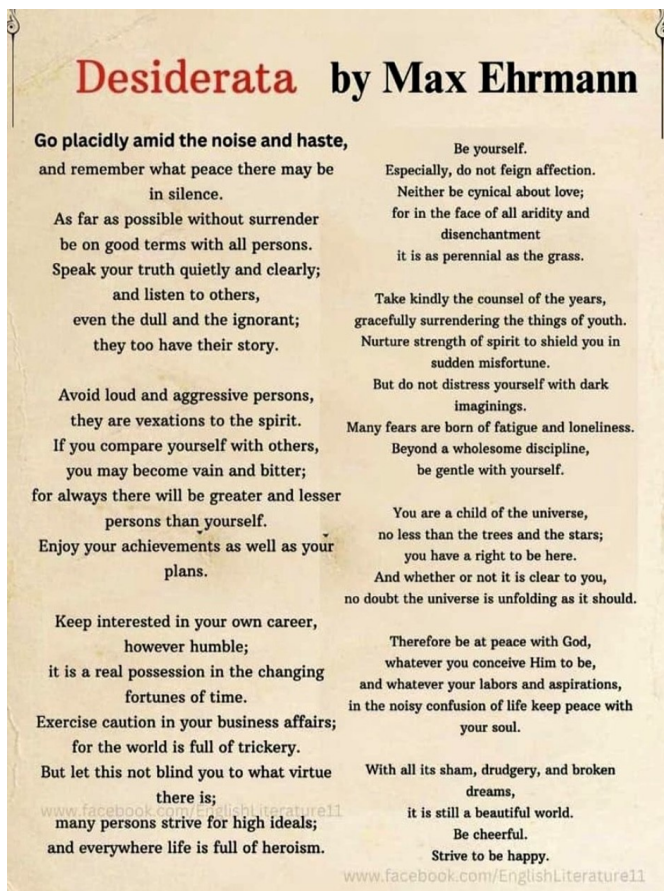 Desiderata by Max Ehrmann
Go placidly amid the noise and haste,
and remember what peace there may be
in silence.
As far as possible without surrender
be on good terms with all persons.
Speak your truth quietly and clearly;
and listen to others,
even the dull and the ignorant;
they too have their story.
Avoid loud and aggressive persons,
they are vexations to the spirit.
If you compare yourself with others,
you may become vain and bitter;
for always there will be greater and lesser
persons than yourself.
Enjoy your achievements as well as your
plans.
Keep interested in your own career,
however humble;
it is a real possession in the changing
fortunes of time.
Exercise caution in your business affairs;
for the world is full of trickery.
But let this not blind you to what virtue
there is;
www.facebook.com/EnglishLiterature11
many persons strive for high ideals;
and everywhere life is full of heroism.
Be yourself.
Especially, do not feign affection.
Neither be cynical about love;
for in the face of all aridity and
disenchantment
it is as perennial as the grass.
Take kindly the counsel of the years,
gracefully surrendering the things of youth.
Nurture strength of spirit to shield you in
sudden misfortune.
But do not distress yourself with dark
imaginings.
Many fears are born of fatigue and loneliness.
Beyond a wholesome discipline,
be gentle with yourself.
You are a child of the universe,
no less than the trees and the stars;
you have a right to be here.
And whether or not it is clear to you,
no doubt the universe is unfolding as it should.
Therefore be at peace with God,
whatever you conceive Him to be,
and whatever your labors and aspirations,
in the noisy confusion of life keep peace with
your soul.
With all its sham, drudgery, and broken
dreams,
it is still a beautiful world.
Be cheerful.
Strive to be happy.
www.facebook.com/EnglishLiterature11